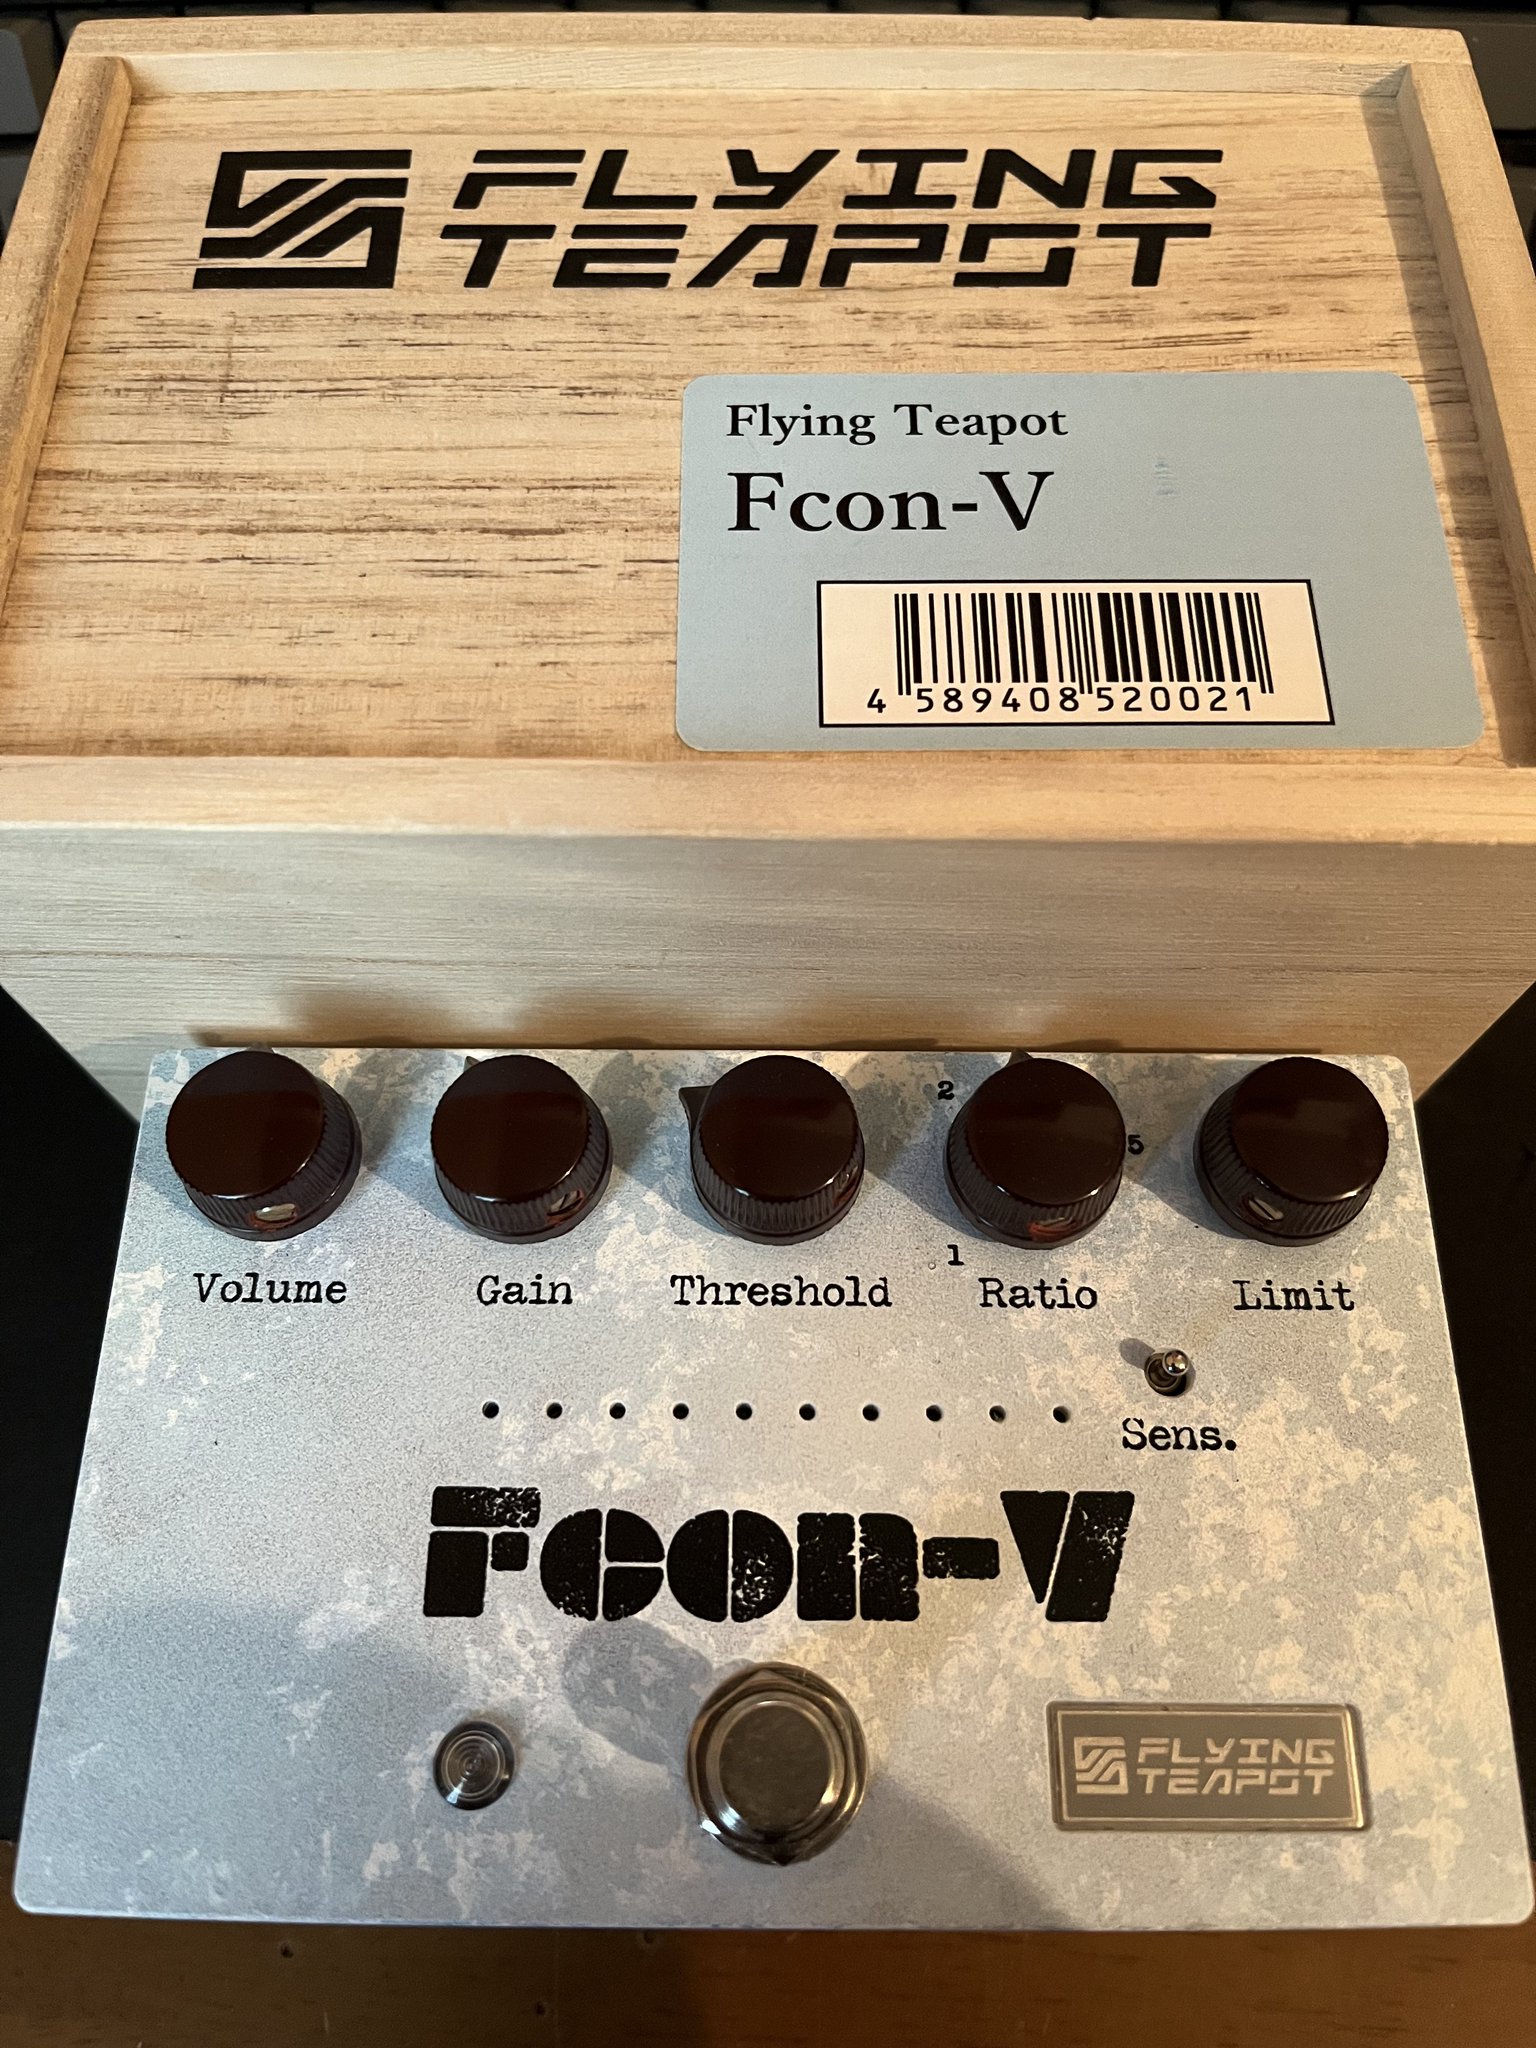 FLYING
TEAPOT
Flying Teapot
Fcon-V
4 589408 520021
2
5
1
Volume Gain Threshold Ratio Limit
Sens.
Fcon-V
FLYING
TEAPOT